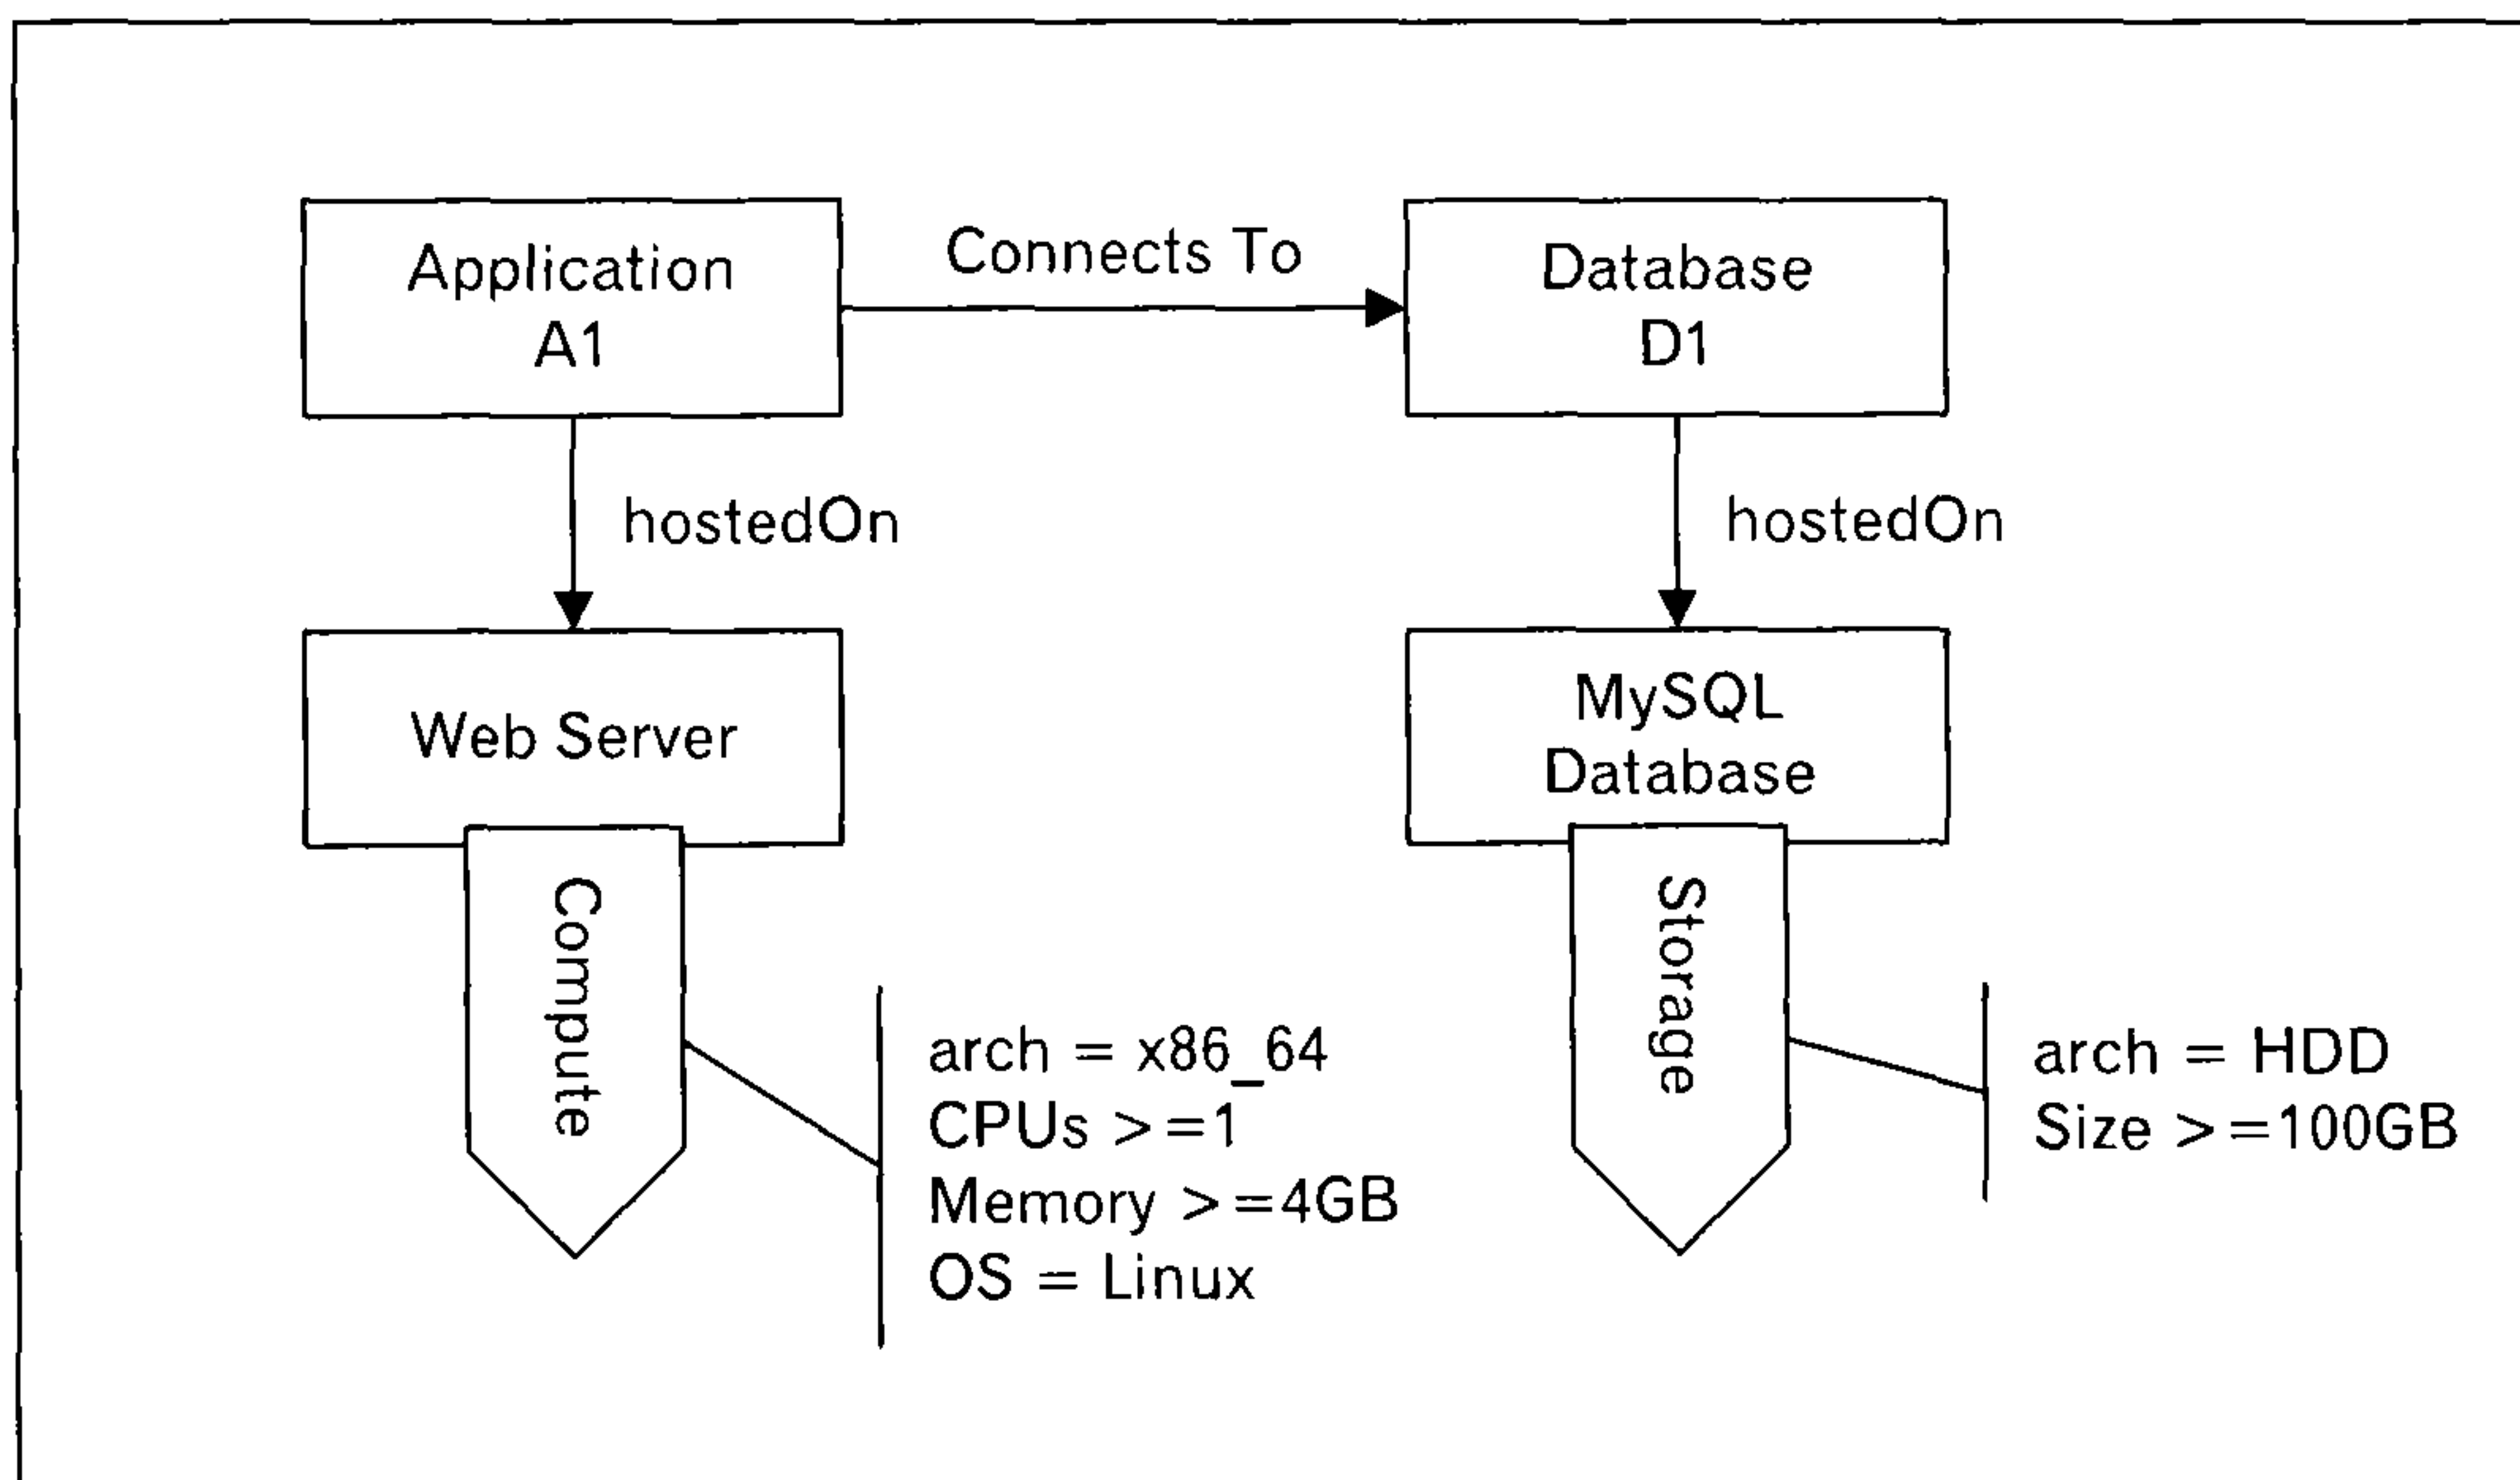 Application
A1
Connects To
Database
D1
hostedOn
hostedOn
Web Server
MySQL
Database
Compute
arch = x86_64
CPUs >=1
Memory >=4GB
OS = Linux
Storage
arch = HDD
Size >=100GB